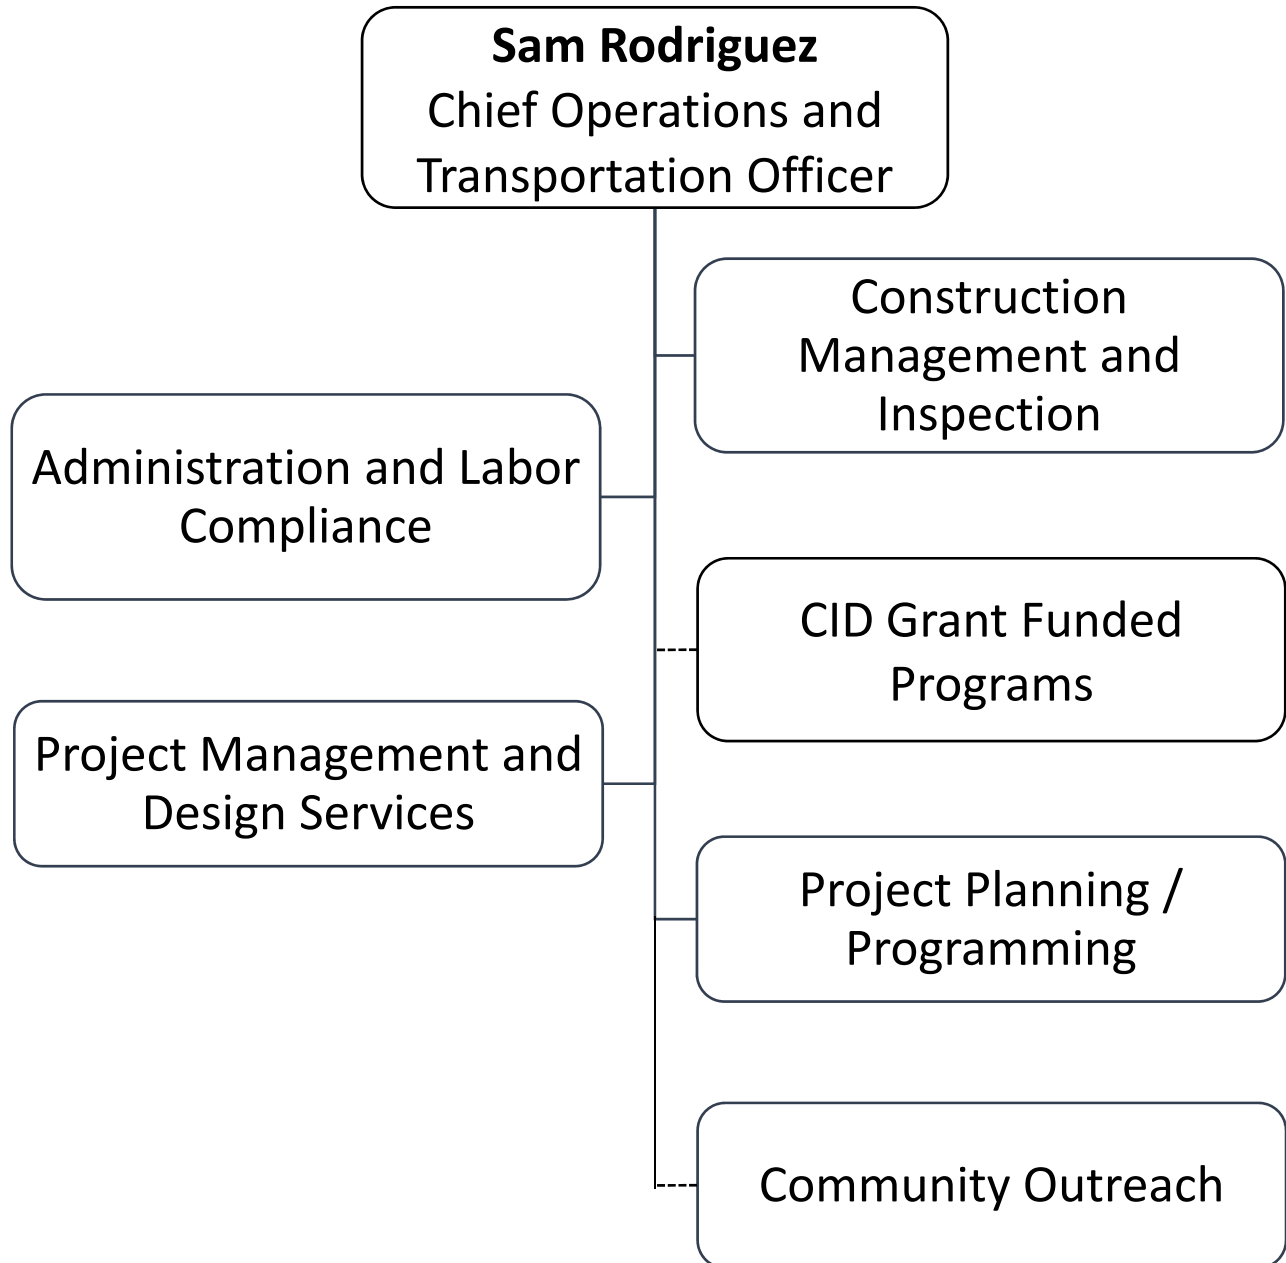 Sam Rodriguez
Chief Operations and
Transportation Officer
Construction
Management and
Inspection
Administration and Labor
Compliance
CID Grant Funded
Programs
Project Management and
Design Services
Project Planning /
Programming
Community Outreach